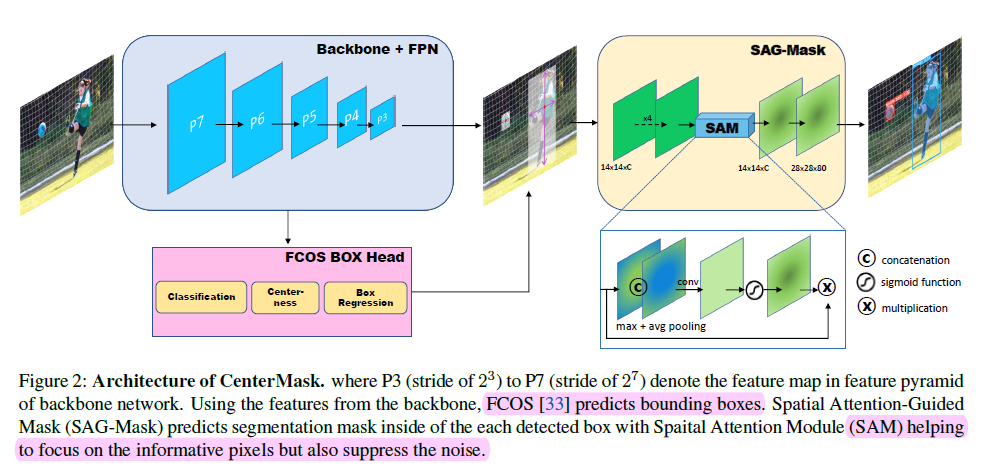 Backbone + FPN
P7
P6
P5
P4
P3
SAG-Mask
x4
SAM
14x14xC
14x14xC
28x28x80
FCOS BOX Head
Classification
Center-
ness
Box
Regression
C
conv
max + avg pooling
C concatenation
sigmoid function
X multiplication
Figure 2: Architecture of CenterMask. where P3 (stride of 2³) to P7 (stride of 2⁷) denote the feature map in feature pyramid
of backbone network. Using the features from the backbone, FCOS [33] predicts bounding boxes. Spatial Attention-Guided
Mask (SAG-Mask) predicts segmentation mask inside of the each detected box with Spaital Attention Module (SAM) helping
to focus on the informative pixels but also suppress the noise.